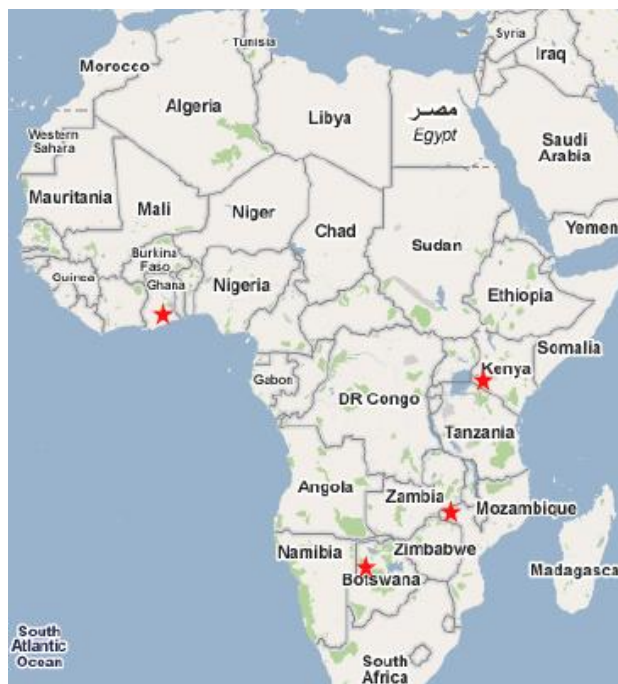 Tunisia
Syria
Morocco
Iraq
Algeria
Libya
مصر
Egypt
Western
Sahara
Saudi
Arabia
Mauritania
Mali
Niger
Chad
Sudan
Yemen
Burkina
Faso
Guinea
Ghana
Nigeria
Ethiopia
Somalia
Kenya
Gabon
DR Congo
Tanzania
Angola
Zambia
Mozambique
Namibia
Zimbabwe
Botswana
Madagascar
South
Atlantic
Ocean
South
Africa